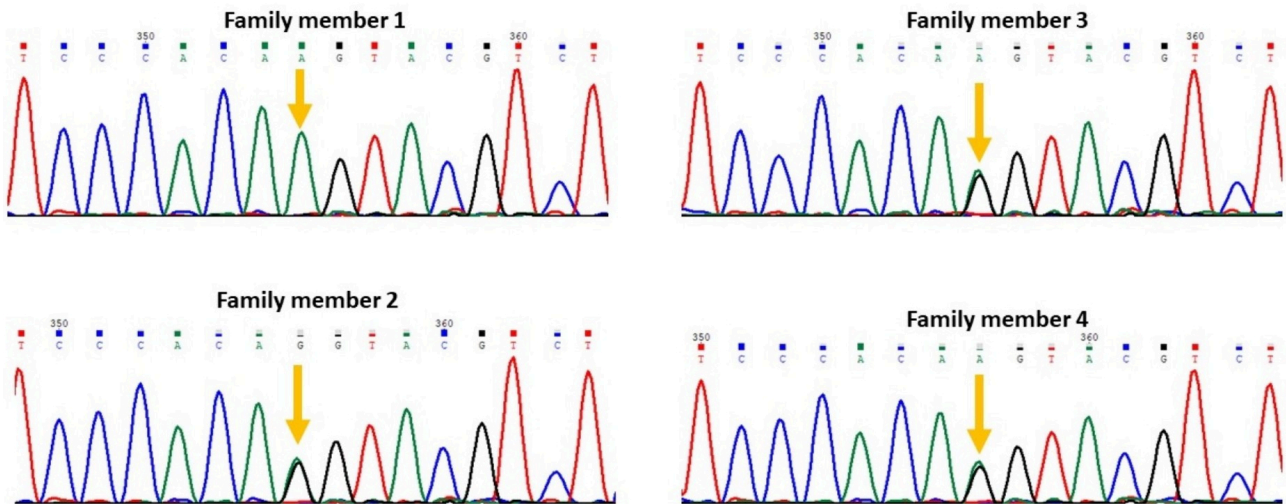 Family member 1
350 360
T C C C A C A A G T A C G T C T
Family member 3
350 360
T C C C A C A A G T A C G T C T
Family member 2
350 360
T C C C A C A G G T A C G T C T
Family member 4
350 360
T C C C A C A A G T A C G T C T